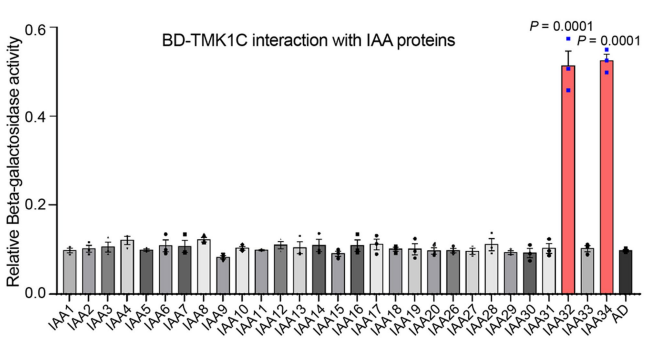 P = 0.0001
P = 0.0001
BD-TMK1C interaction with IAA proteins
Relative Beta-galactosidase activity
0.6
0.4
0.2
0.0
IAA1
IAA2
IAA3
IAA4
IAA5
IAA6
IAA7
IAA8
IAA9
IAA10
IAA11
IAA12
IAA13
IAA14
IAA15
IAA16
IAA17
IAA18
IAA19
IAA20
IAA26
IAA27
IAA28
IAA29
IAA30
IAA31
IAA32
IAA33
IAA34
AD